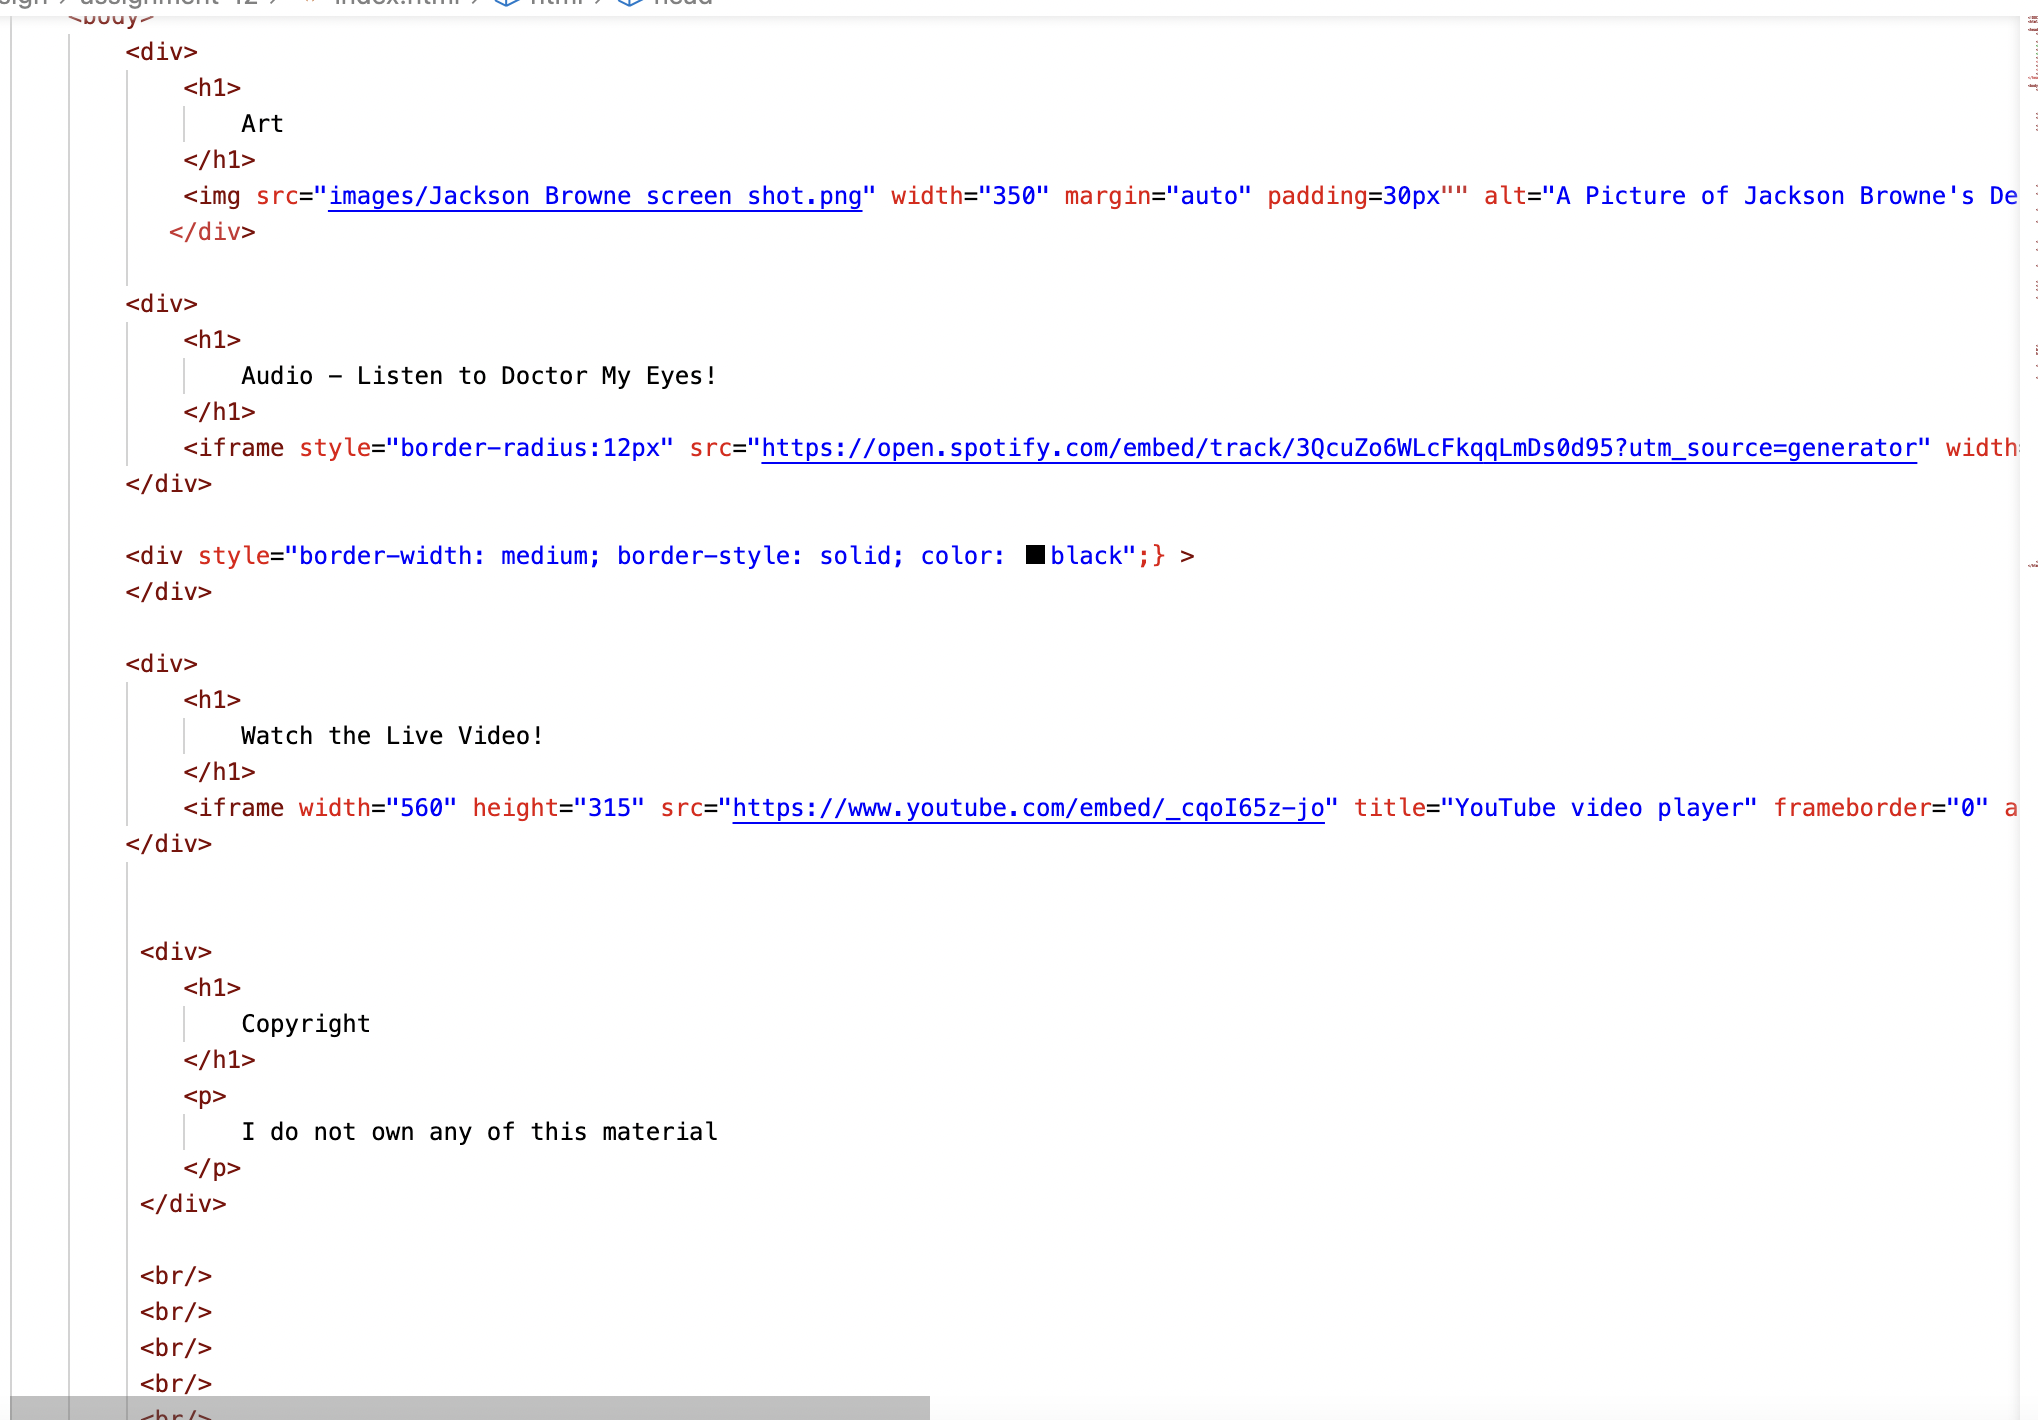 assignment-12 > index.html > html > head
<body>
<div>
<h1>
Art
</h1>
<img src="images/Jackson Browne screen shot.png" width="350" margin="auto" padding=30px"" alt="A Picture of Jackson Browne's De
</div>
<div>
<h1>
Audio – Listen to Doctor My Eyes!
</h1>
<iframe style="border-radius:12px" src="https://open.spotify.com/embed/track/3QcuZo6WLcFkqqLmDs0d95?utm_source=generator" width
</div>
<div style="border-width: medium; border-style: solid; color: black";} >
</div>
<div>
<h1>
Watch the Live Video!
</h1>
<iframe width="560" height="315" src="https://www.youtube.com/embed/_cqoI65z-jo" title="YouTube video player" frameborder="0" a
</div>
<div>
<h1>
Copyright
</h1>
<p>
I do not own any of this material
</p>
</div>
<br/>
<br/>
<br/>
<br/>
<br/>